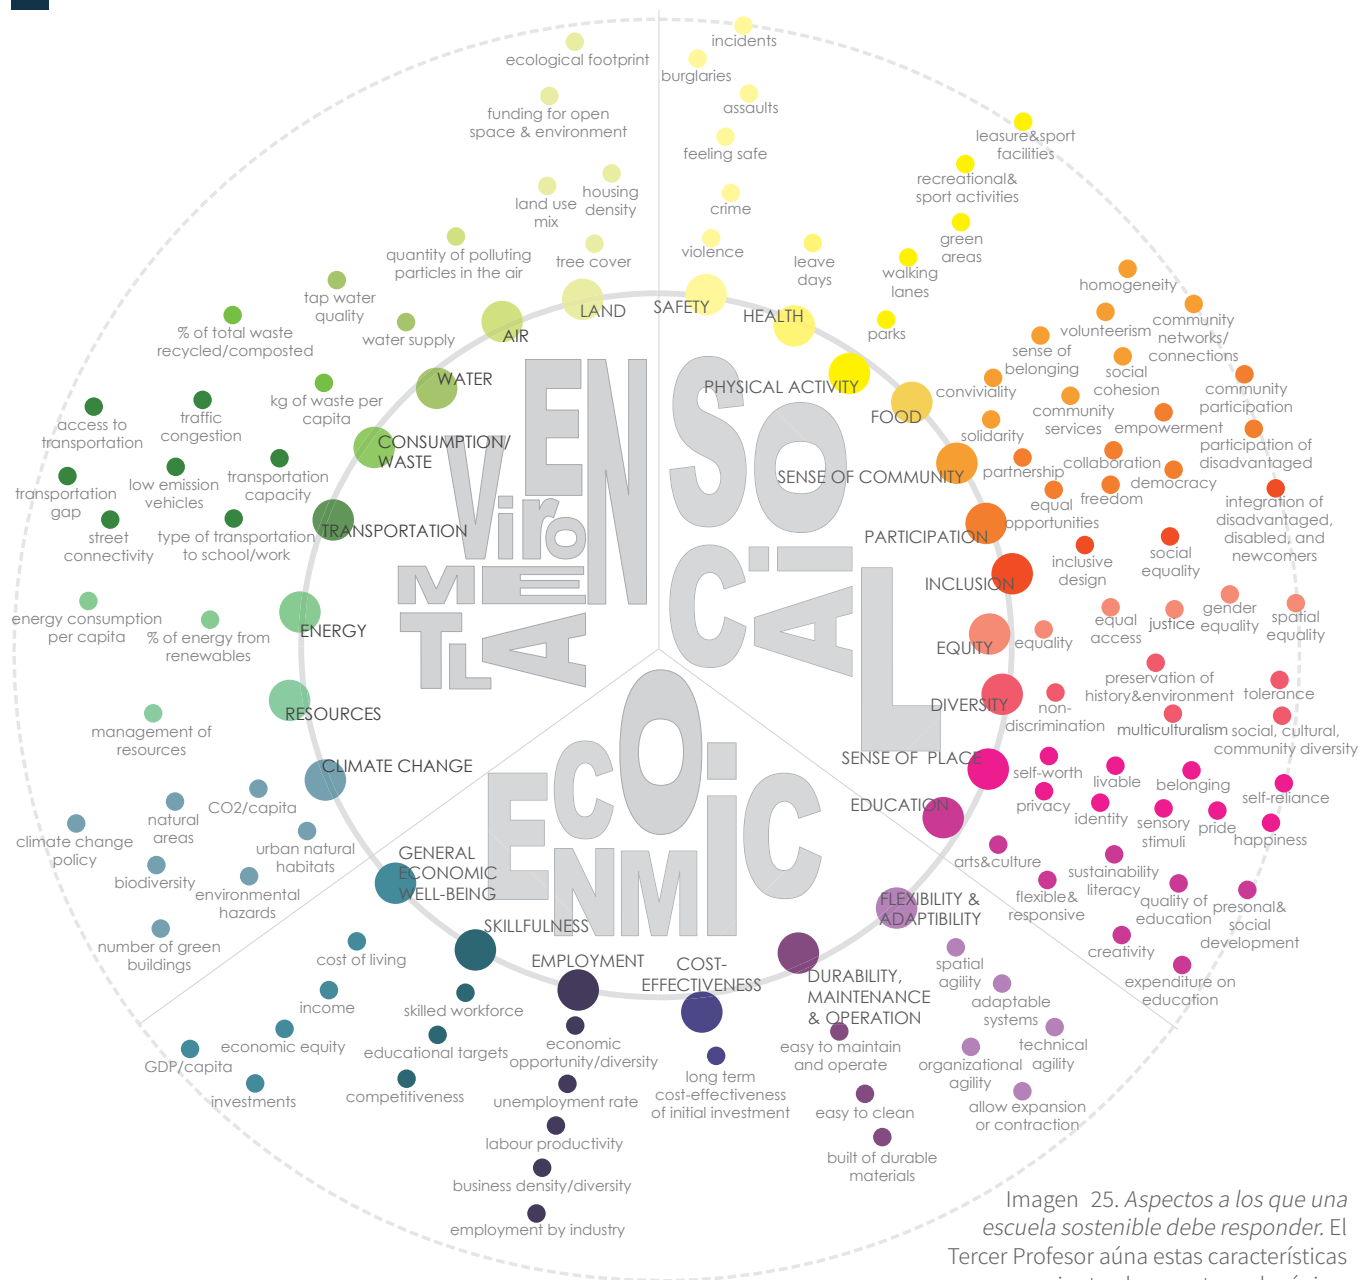 incidents
ecological footprint
burglaries
assaults
funding for open
space & environment
feeling safe
leasure&sport
facilities
recreational&
sport activities
housing
density
land use
mix
crime
green
areas
violence
leave
days
walking
lanes
quantity of polluting
particles in the air
tree cover
homogeneity
tap water
quality
LAND
SAFETY
HEALTH
parks
volunteerism
community
networks/
connections
% of total waste
recycled/composted
water supply
AIR
sense of
belonging
social
cohesion
WATER
PHYSICAL ACTIVITY
FOOD
conviviality
community
services
community
participation
kg of waste per
capita
access to
transportation
traffic
congestion
empowerment
solidarity
participation of
disadvantaged
CONSUMPTION/
WASTE
ENViroMENTAL
SOCiAL
transportation
gap
low emission
vehicles
transportation
capacity
SENSE OF COMMUNITY
partnership
collaboration
democracy
freedom
equal
opportunities
integration of
disadvantaged,
disabled, and
newcomers
street
connectivity
type of transportation
to school/work
TRANSPORTATION
PARTICIPATION
inclusive
design
social
equality
INCLUSION
energy consumption
per capita
% of energy from
renewables
ENERGY
EQUITY
equality
equal
access
justice
gender
equality
spatial
equality
RESOURCES
DIVERSITY
preservation of
history&environment
tolerance
non-
discrimination
multiculturalism
social, cultural,
community diversity
management of
resources
ECOnOMiC
CLIMATE CHANGE
SENSE OF PLACE
self-worth
livable
belonging
self-reliance
privacy
identity
sensory
stimuli
pride
happiness
EDUCATION
CO2/capita
natural
areas
climate change
policy
urban natural
habitats
biodiversity
environmental
hazards
number of green
buildings
GENERAL
ECONOMIC
WELL-BEING
arts&culture
sustainability
literacy
flexible&
responsive
quality of
education
presonal&
social
development
creativity
expenditure on
education
FLEXIBILITY &
ADAPTIBILITY
SKILLFULNESS
EMPLOYMENT
COST-
EFFECTIVENESS
DURABILITY,
MAINTENANCE
& OPERATION
spatial
agility
adaptable
systems
technical
agility
organizational
agility
allow expansion
or contraction
cost of living
income
economic equity
GDP/capita
investments
skilled workforce
educational targets
competitiveness
economic
opportunity/diversity
unemployment rate
labour productivity
business density/diversity
employment by industry
long term
cost-effectiveness
of initial investment
easy to maintain
and operate
easy to clean
built of durable
materials
Imagen 25. Aspectos a los que una
escuela sostenible debe responder. El
Tercer Profesor aúna estas características